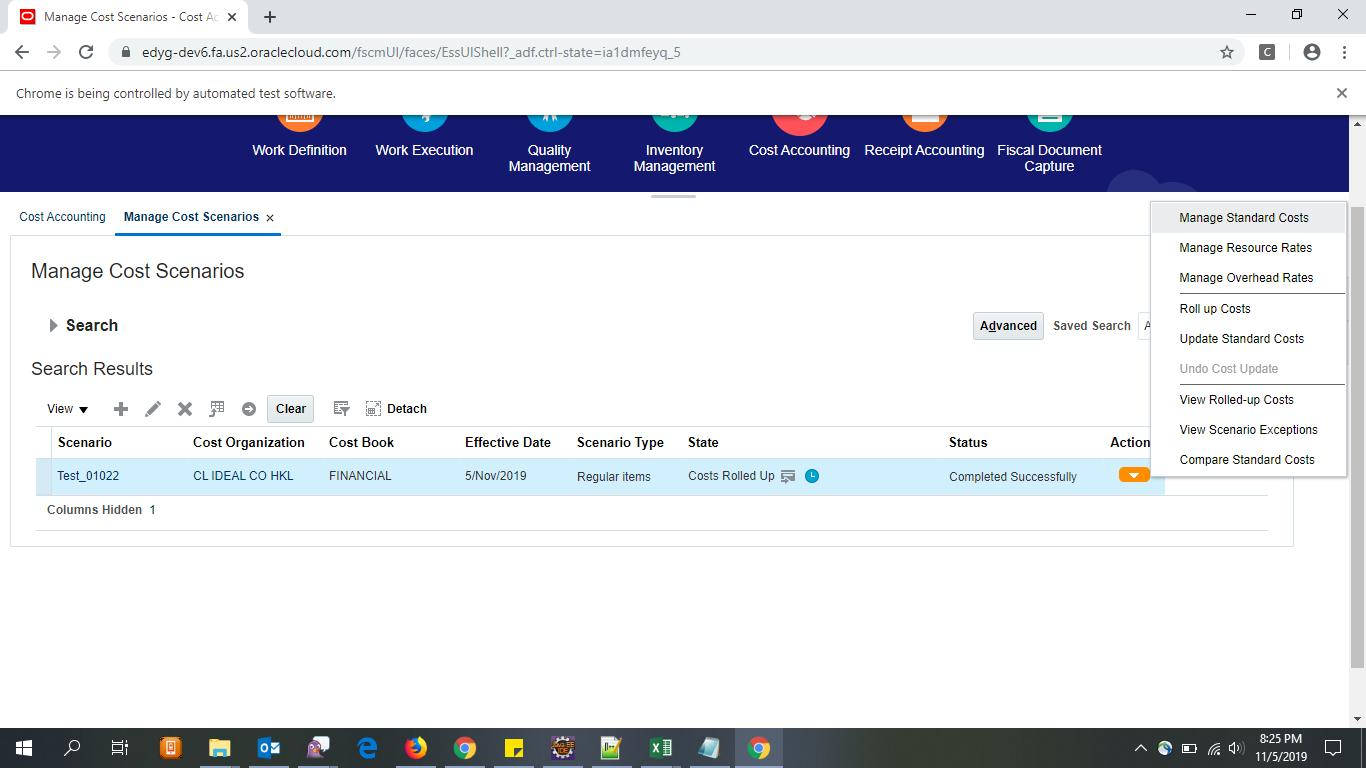 Manage Cost Scenarios - Cost Ac
edyg-dev6.fa.us2.oraclecloud.com/fscmUI/faces/EssUIShell?_adf.ctrl-state=ia1dmfeyq_5
C
Chrome is being controlled by automated test software.
Work Definition
Work Execution
Quality Management
Inventory Management
Cost Accounting
Receipt Accounting
Fiscal Document Capture
Cost Accounting
Manage Cost Scenarios
Manage Cost Scenarios
Search
Advanced
Saved Search
A
Search Results
View
Clear
Detach
Scenario Cost Organization Cost Book Effective Date Scenario Type State Status Action
Test_01022 CL IDEAL CO HKL FINANCIAL 5/Nov/2019 Regular items Costs Rolled Up Completed Successfully
Columns Hidden 1
Manage Standard Costs
Manage Resource Rates
Manage Overhead Rates
Roll up Costs
Update Standard Costs
Undo Cost Update
View Rolled-up Costs
View Scenario Exceptions
Compare Standard Costs
8:25 PM
11/5/2019